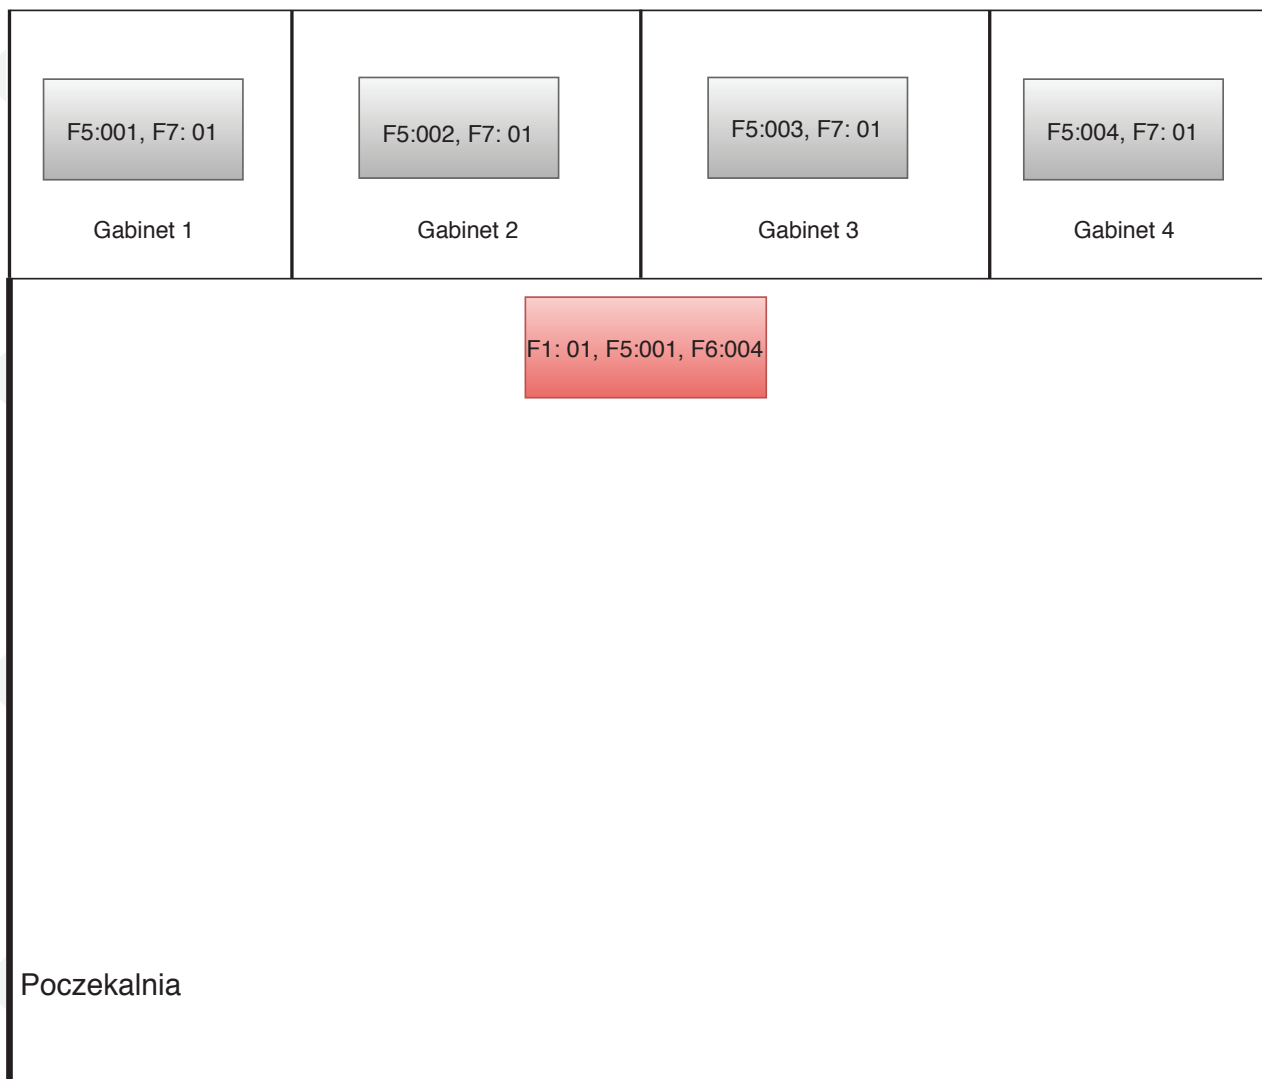 F5:001, F7: 01
F5:002, F7: 01
F5:003, F7: 01
F5:004, F7: 01
Gabinet 1
Gabinet 2
Gabinet 3
Gabinet 4
F1: 01, F5:001, F6:004
Poczekalnia